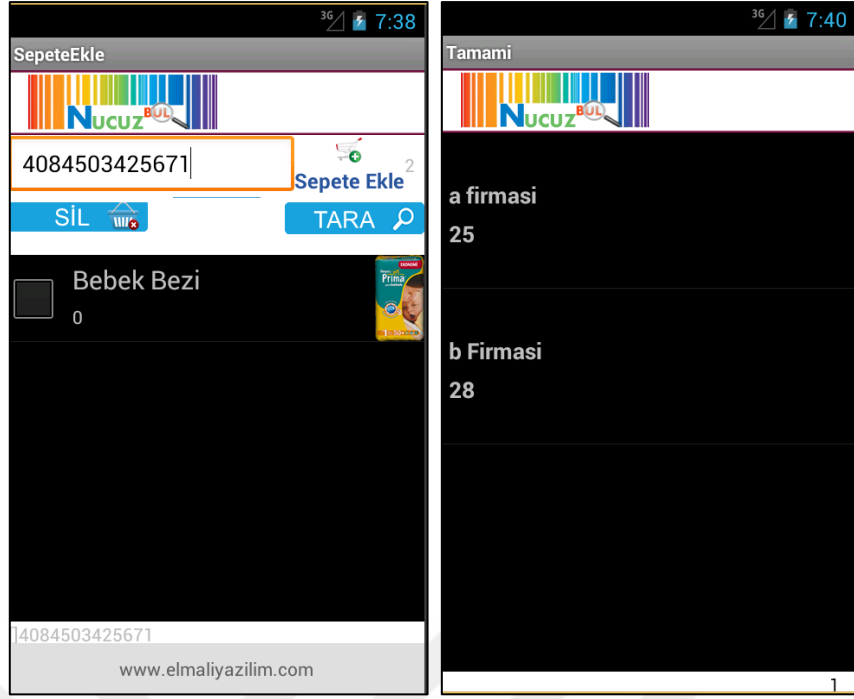 3G 7:38
SepeteEkle
NUCUZ BUL
4084503425671
Sepete Ekle 2
SİL
TARA
Bebek Bezi
0
Prima
]4084503425671
www.elmaliyazilim.com
3G 7:40
Tamami
NUCUZ BUL
a firmasi
25
b Firmasi
28
1